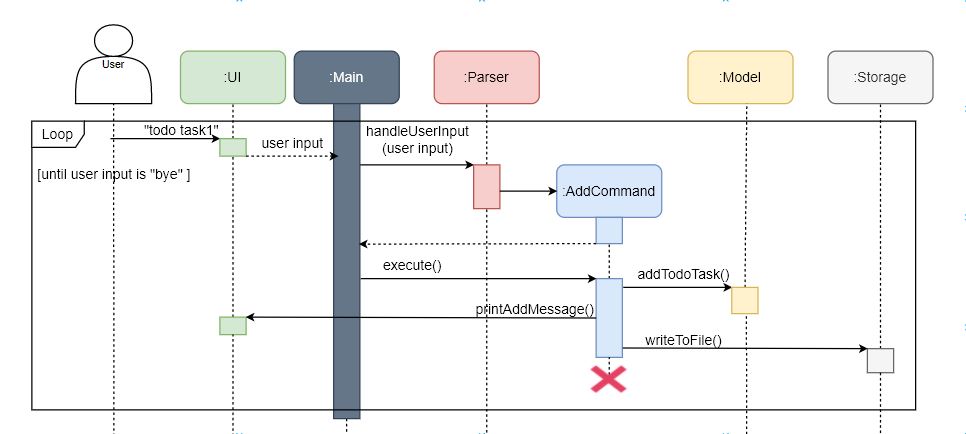 User
:UI
:Main
:Parser
:Model
:Storage
Loop
"todo task1"
user input
handleUserInput
(user input)
[until user input is "bye" ]
:AddCommand
execute()
addTodoTask()
printAddMessage()
writeToFile()